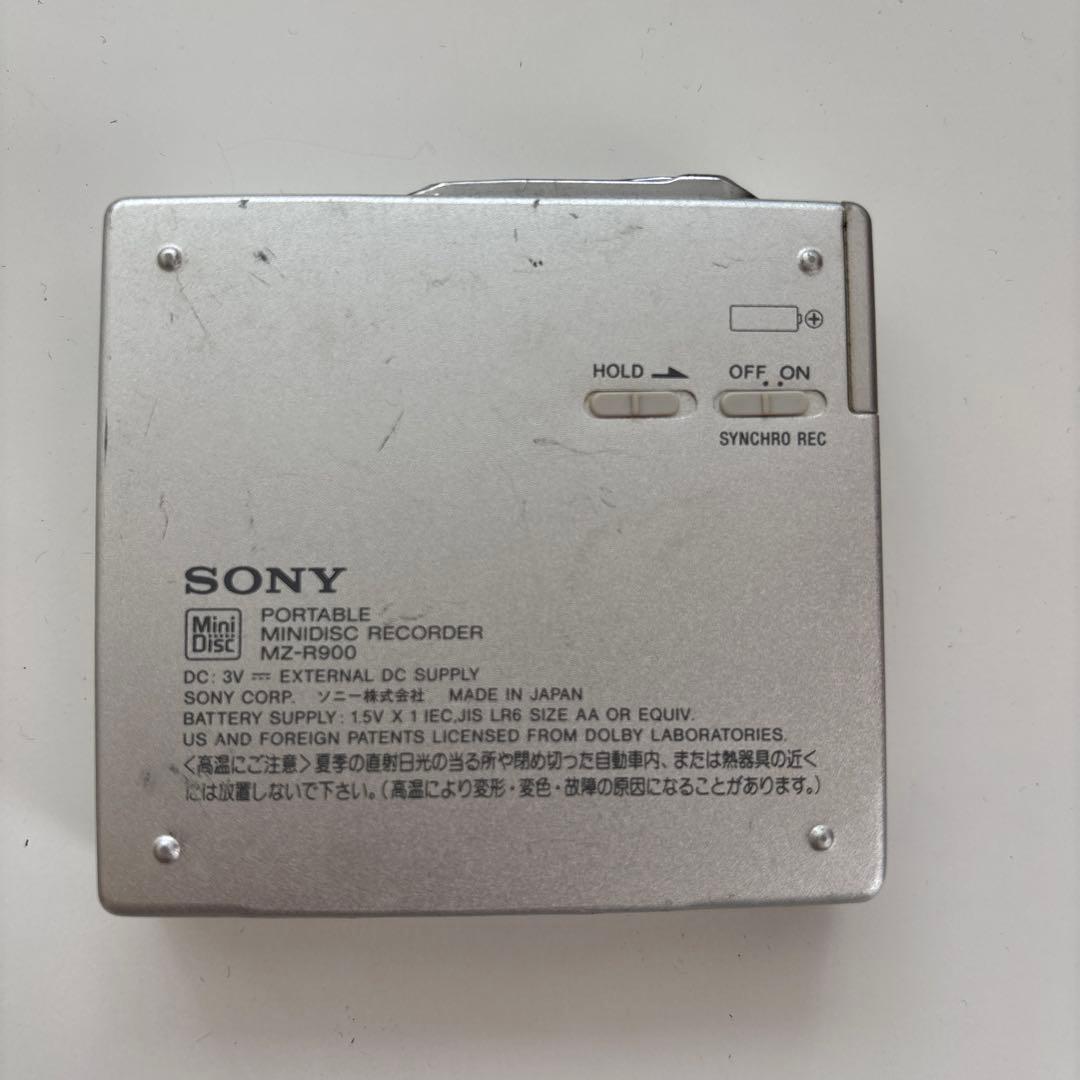 HOLD
OFF ON
SYNCHRO REC
SONY
Mini Disc
PORTABLE
MINIDISC RECORDER
MZ-R900
DC: 3V ⎓ EXTERNAL DC SUPPLY
SONY CORP. ソニー株式会社 MADE IN JAPAN
BATTERY SUPPLY: 1.5V X 1 IEC,JIS LR6 SIZE AA OR EQUIV.
US AND FOREIGN PATENTS LICENSED FROM DOLBY LABORATORIES.
〈高温にご注意〉夏季の直射日光の当る所や閉め切った自動車内、または熱器具の近く
には放置しないで下さい。(高温により変形・変色・故障の原因になることがあります。)